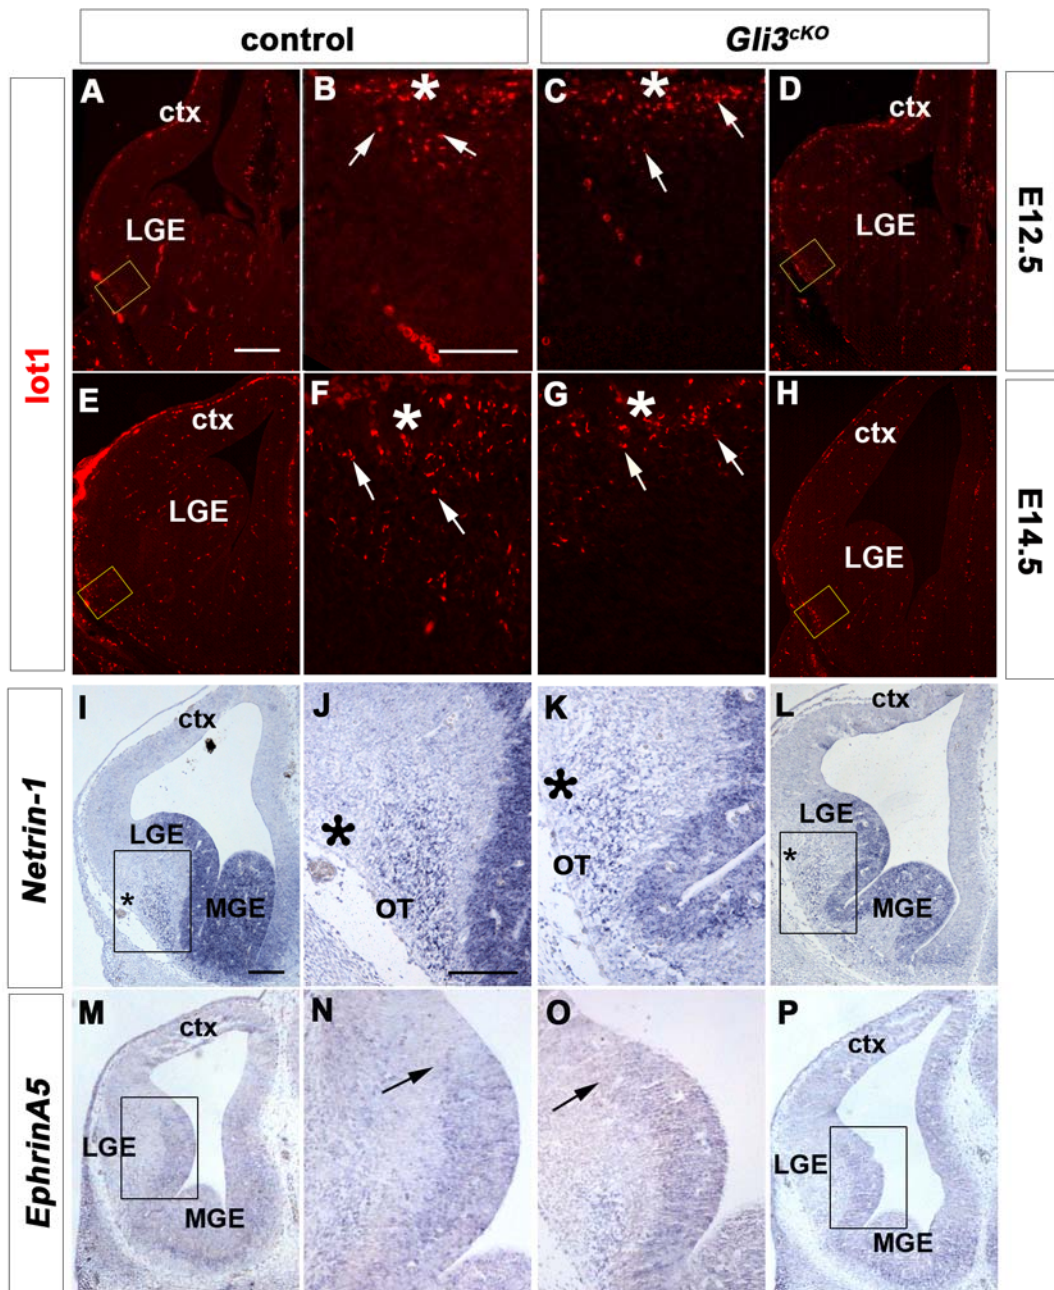 control
Gli3cKO
A
ctx
LGE
B
*
C
*
D
ctx
LGE
E12.5
lot1
E
ctx
LGE
F
*
G
*
H
ctx
LGE
E14.5
Netrin-1
I
ctx
LGE
MGE
*
J
*
OT
K
*
OT
L
ctx
LGE
*
MGE
EphrinA5
M
ctx
LGE
MGE
N
O
P
ctx
LGE
MGE